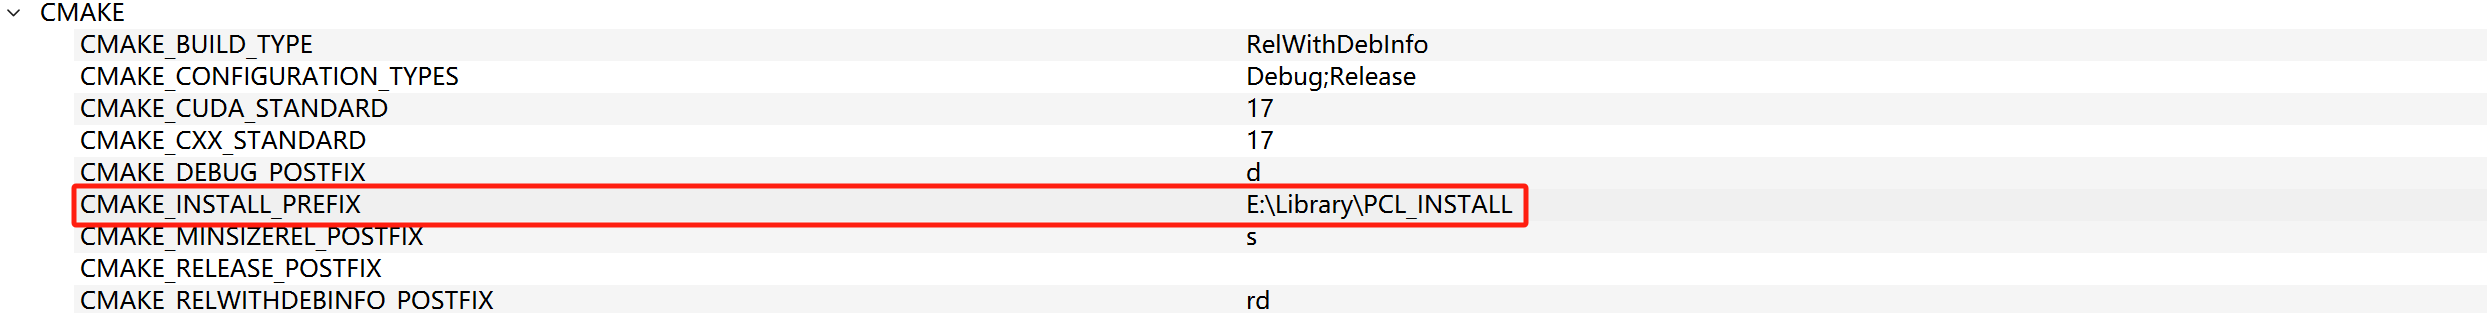 CMAKE
CMAKE_BUILD_TYPE RelWithDebInfo
CMAKE_CONFIGURATION_TYPES Debug;Release
CMAKE_CUDA_STANDARD 17
CMAKE_CXX_STANDARD 17
CMAKE_DEBUG_POSTFIX d
CMAKE_INSTALL_PREFIX E:\Library\PCL_INSTALL
CMAKE_MINSIZEREL_POSTFIX s
CMAKE_RELEASE_POSTFIX
CMAKE_RELWITHDEBINFO_POSTFIX rd